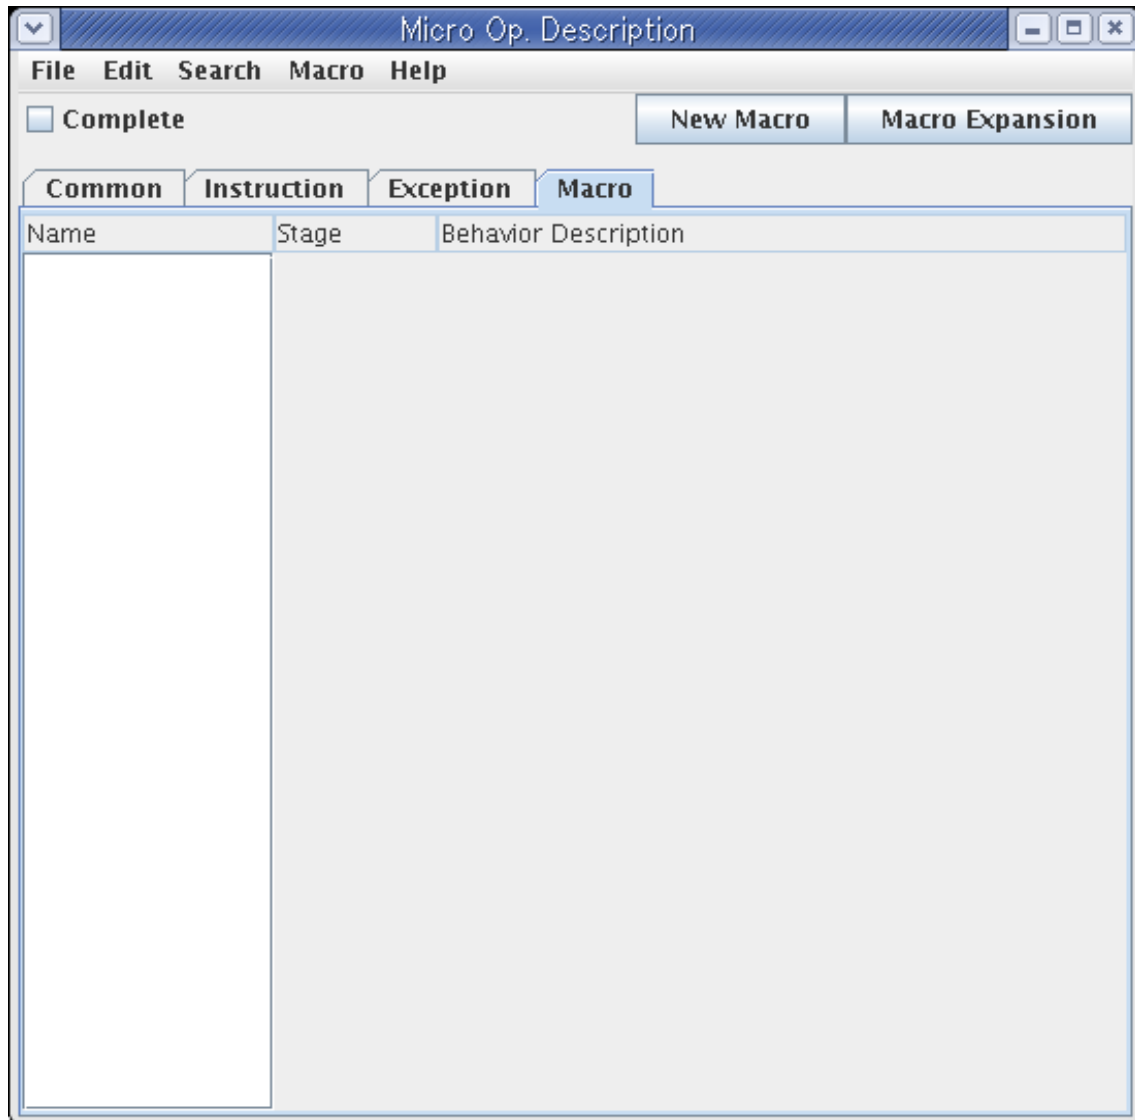 Micro Op. Description
File Edit Search Macro Help
Complete New Macro Macro Expansion
Common Instruction Exception Macro
Name Stage Behavior Description